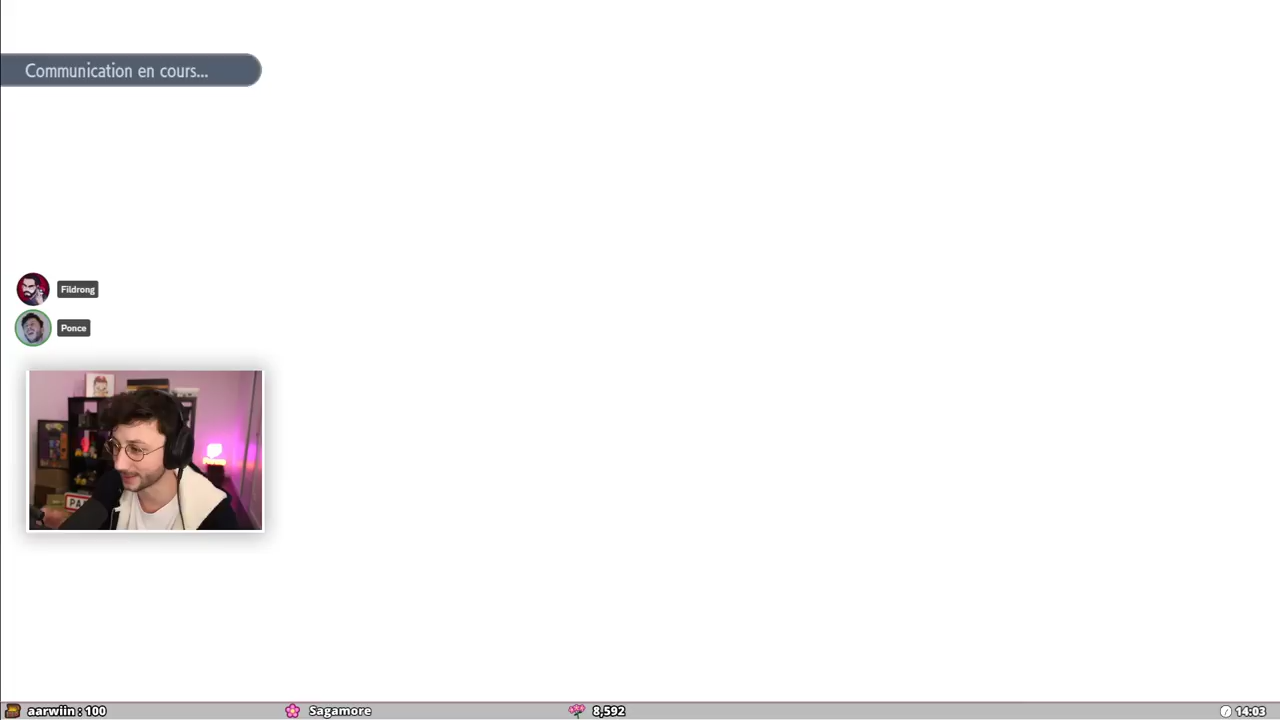 Communication en cours...
Fildrong
Ponce
aarwiin : 100
Sagamore
8,592
14:03